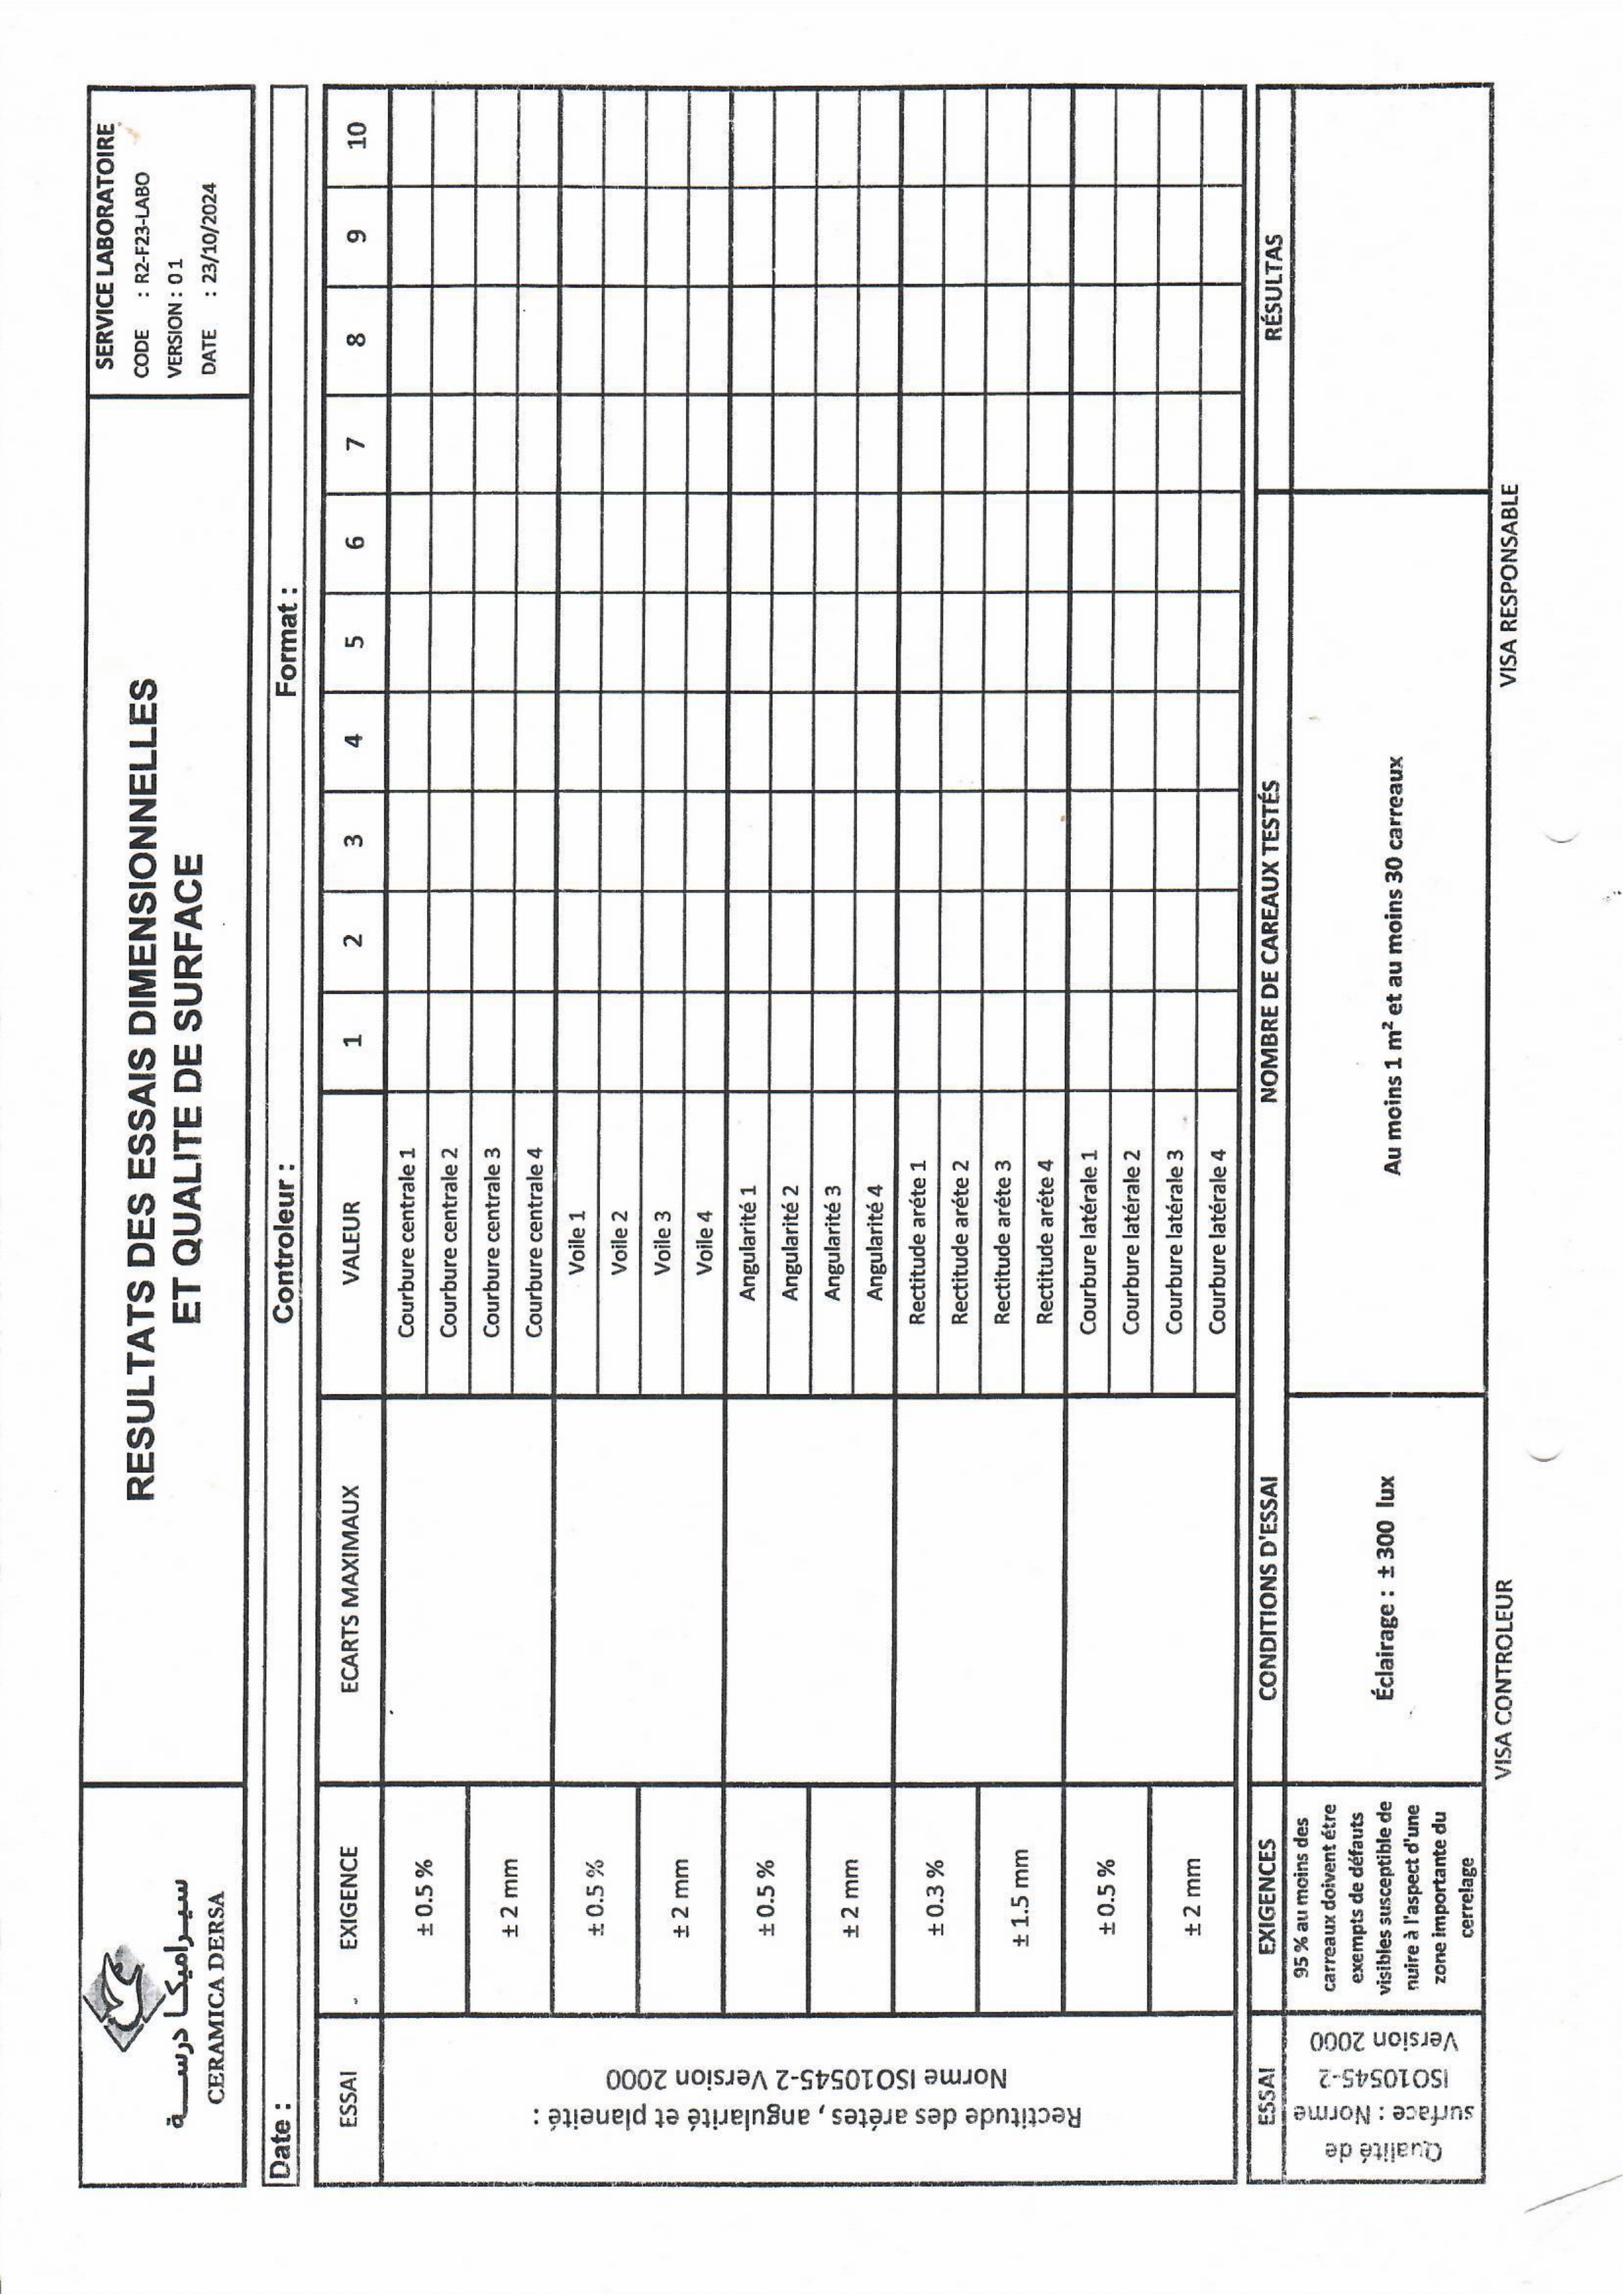 سيراميكا درسة
CERAMICA DERSA
RESULTATS DES ESSAIS DIMENSIONNELLES
ET QUALITE DE SURFACE
SERVICE LABORATOIRE
CODE : R2-F23-LABO
VERSION : 0 1
DATE : 23/10/2024
Date : Controleur : Format :
ESSAI EXIGENCE ECARTS MAXIMAUX VALEUR 1 2 3 4 5 6 7 8 9 10
Rectitude des arétes , angularité et planeité :
Norme ISO10545-2 Version 2000
± 0.5 %
Courbure centrale 1
Courbure centrale 2
± 2 mm
Courbure centrale 3
Courbure centrale 4
± 0.5 %
Voile 1
Voile 2
± 2 mm
Voile 3
Voile 4
± 0.5 %
Angularité 1
Angularité 2
± 2 mm
Angularité 3
Angularité 4
± 0.3 %
Rectitude aréte 1
Rectitude aréte 2
± 1.5 mm
Rectitude aréte 3
Rectitude aréte 4
± 0.5 %
Courbure latérale 1
Courbure latérale 2
± 2 mm
Courbure latérale 3
Courbure latérale 4
ESSAI EXIGENCES CONDITIONS D'ESSAI NOMBRE DE CAREAUX TESTÉS RÉSULTAS
Qualité de
surface : Norme
ISO10545-2
Version 2000
95 % au moins des
carreaux doivent étre
exempts de défauts
visibles susceptible de
nuire à l'aspect d'une
zone importante du
cerrelage
Éclairage : ± 300 lux
Au moins 1 m² et au moins 30 carreaux
VISA CONTROLEUR VISA RESPONSABLE